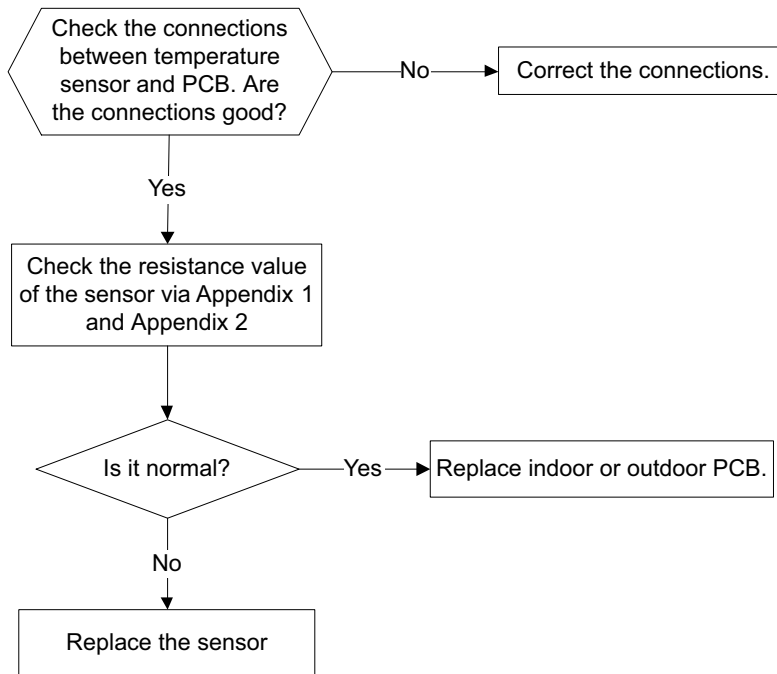 Check the connections
between temperature
sensor and PCB. Are
the connections good?
No
Correct the connections.
Yes
Check the resistance value
of the sensor via Appendix 1
and Appendix 2
Is it normal?
Yes
Replace indoor or outdoor PCB.
No
Replace the sensor